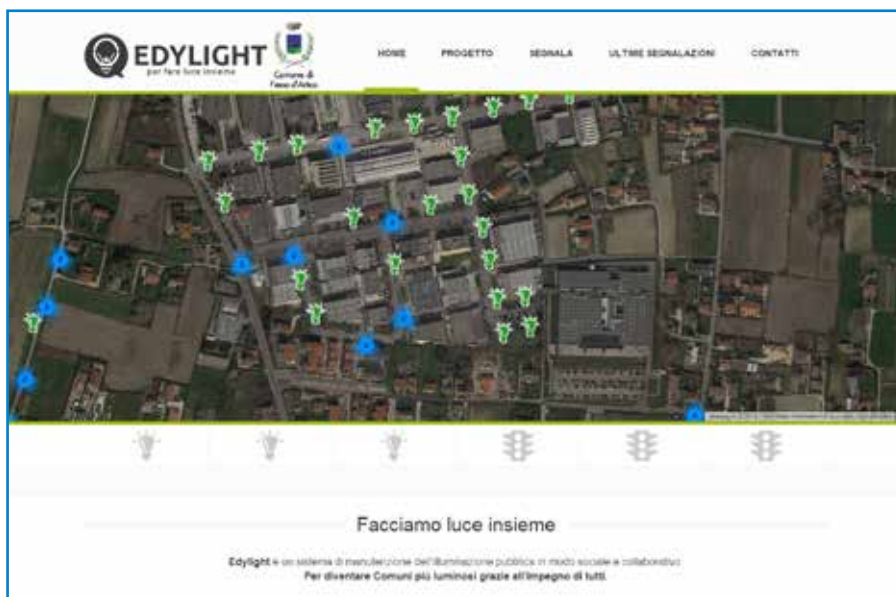 EDYLIGHT
per fare luce insieme
Comune di
Fiesso d'Artico
HOME PROGETTO SEGNALA ULTIME SEGNALAZIONI CONTATTI
Facciamo luce insieme
Edylight è un sistema di manutenzione dell'illuminazione pubblica in modo sociale e collaborativo
Per diventare Comuni più luminosi grazie all'impegno di tutti.